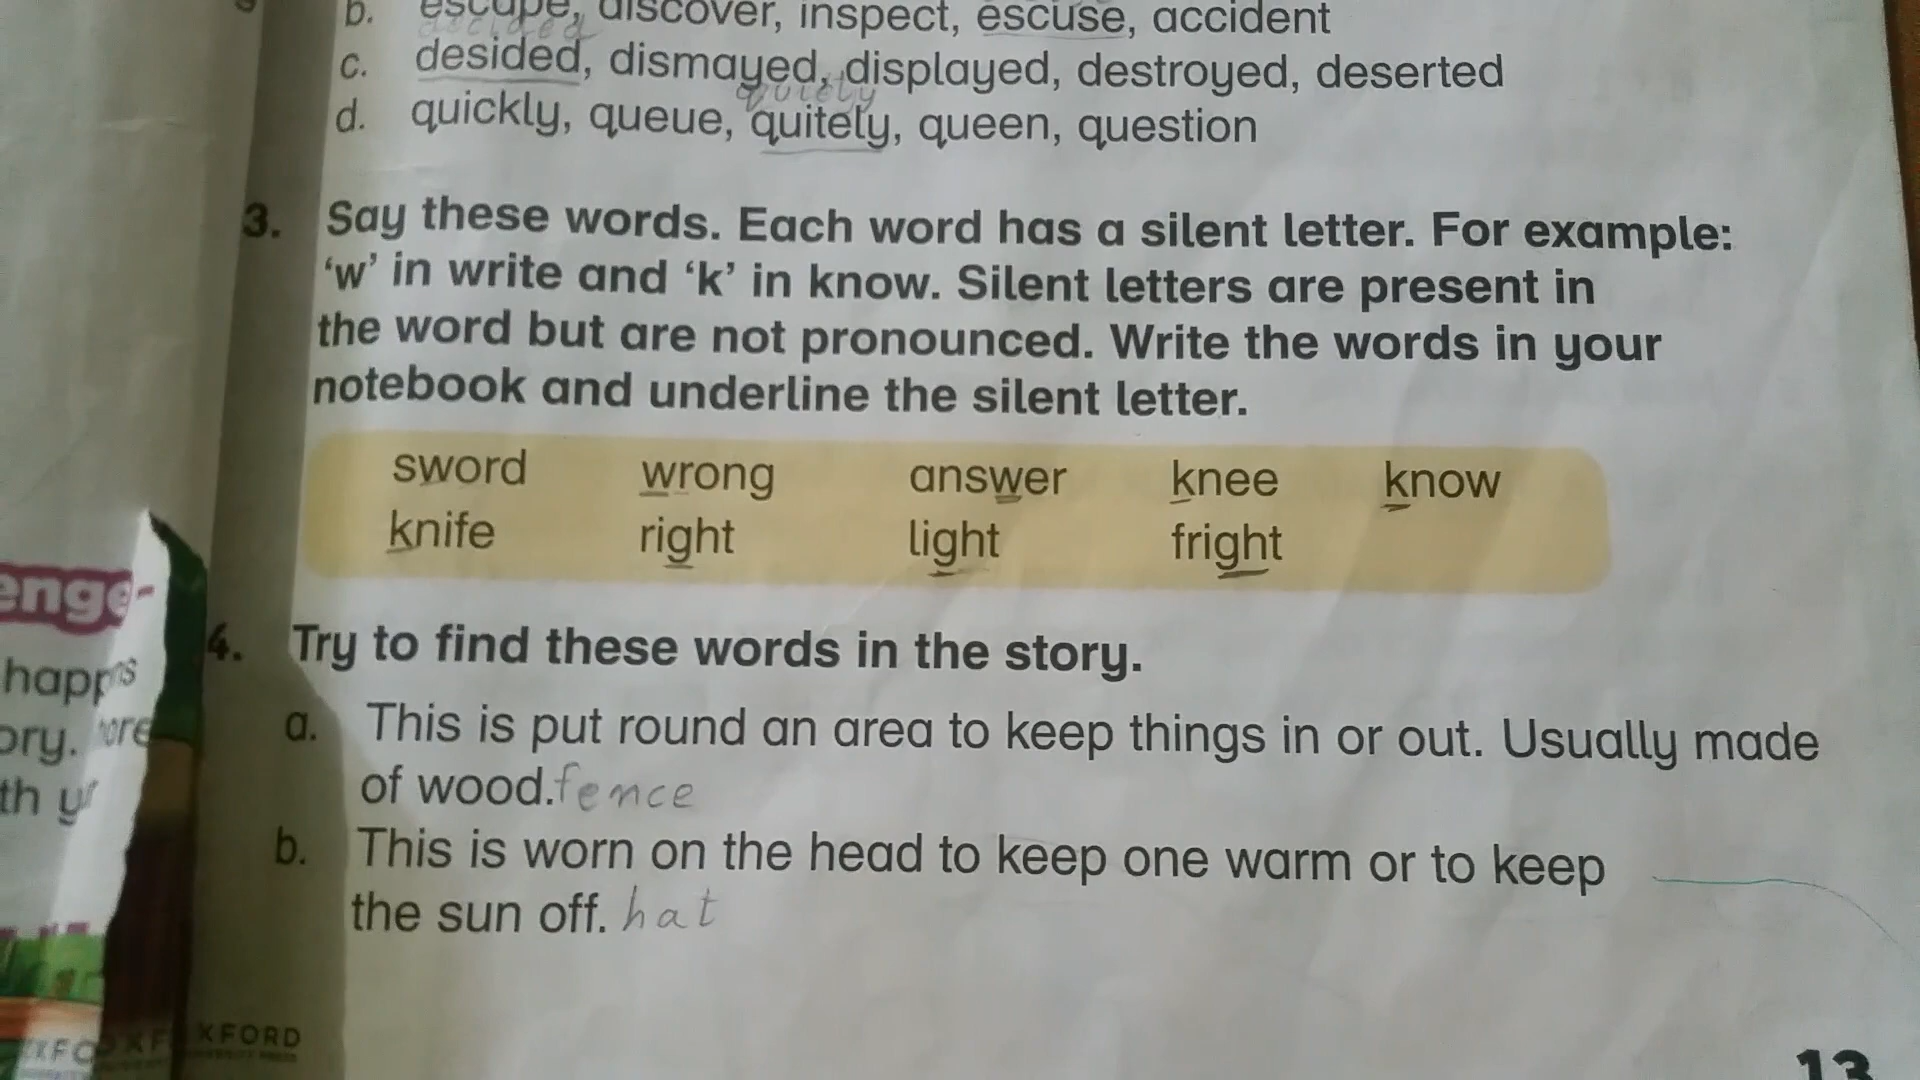 b. escape, discover, inspect, escuse, accident
decided
c. desided, dismayed, displayed, destroyed, deserted
quiely
d. quickly, queue, quitely, queen, question
3. Say these words. Each word has a silent letter. For example:
‘w’ in write and ‘k’ in know. Silent letters are present in
the word but are not pronounced. Write the words in your
notebook and underline the silent letter.
sword wrong answer knee know
knife right light fright
4. Try to find these words in the story.
a. This is put round an area to keep things in or out. Usually made
of wood. fence
b. This is worn on the head to keep one warm or to keep
the sun off. hat
enge-
ory.
XFORD
13